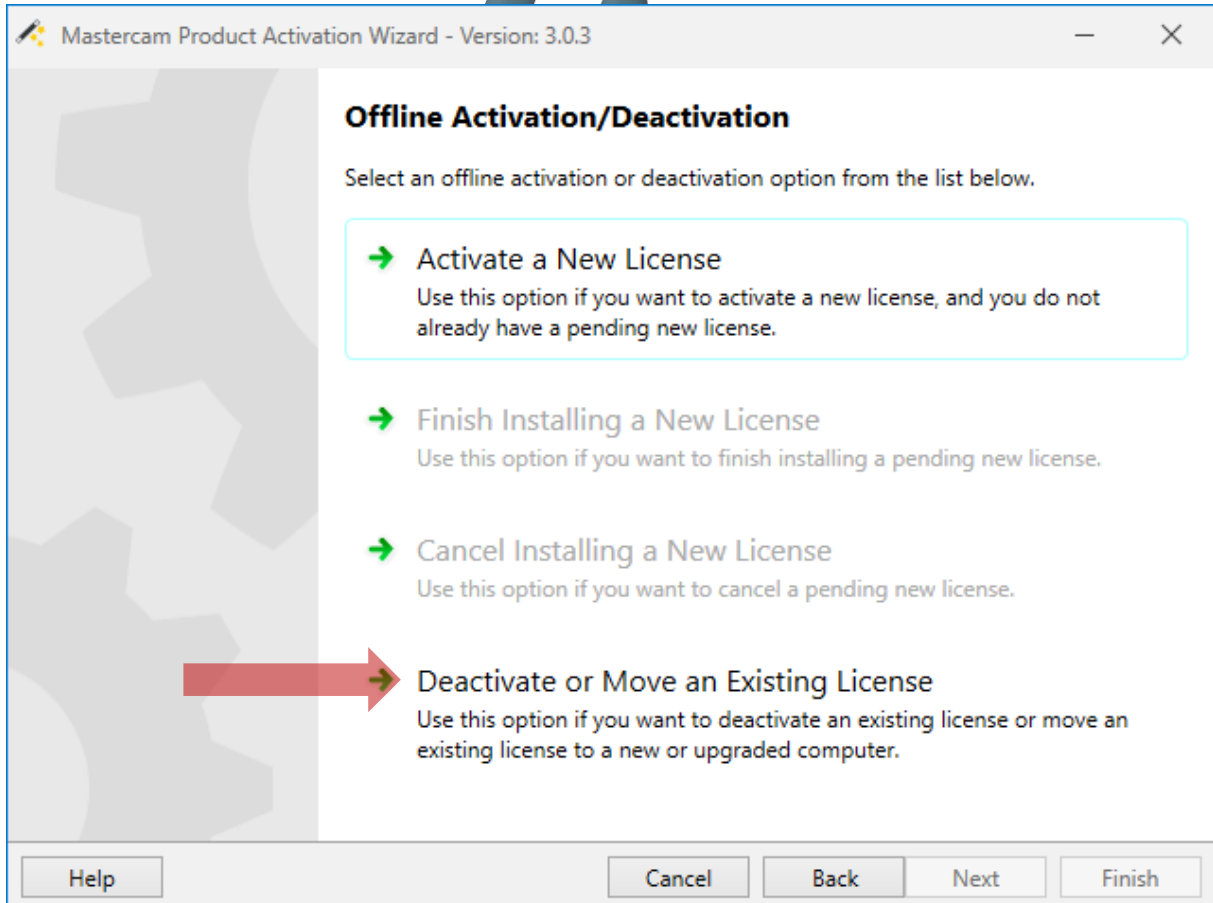 Mastercam Product Activation Wizard - Version: 3.0.3
Offline Activation/Deactivation
Select an offline activation or deactivation option from the list below.
Activate a New License
Use this option if you want to activate a new license, and you do not
already have a pending new license.
Finish Installing a New License
Use this option if you want to finish installing a pending new license.
Cancel Installing a New License
Use this option if you want to cancel a pending new license.
Deactivate or Move an Existing License
Use this option if you want to deactivate an existing license or move an
existing license to a new or upgraded computer.
Help Cancel Back Next Finish